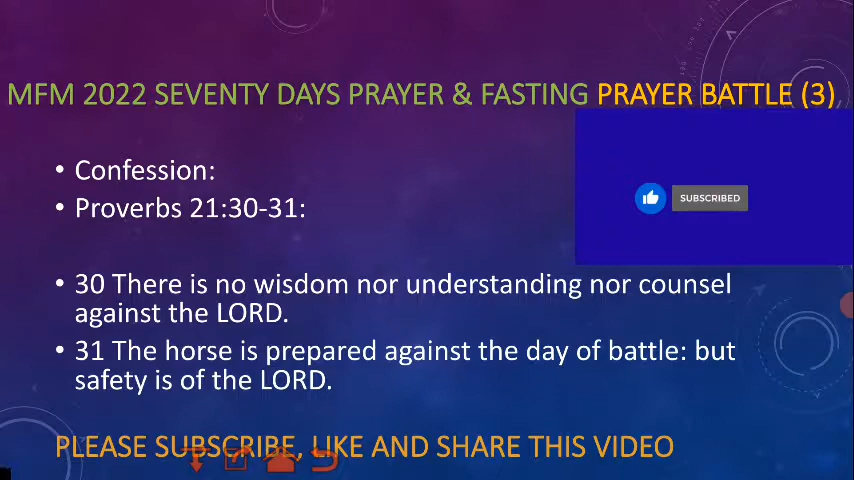 MFM 2022 SEVENTY DAYS PRAYER & FASTING PRAYER BATTLE (3)
• Confession:
• Proverbs 21:30-31:
SUBSCRIBED
• 30 There is no wisdom nor understanding nor counsel
against the LORD.
• 31 The horse is prepared against the day of battle: but
safety is of the LORD.
PLEASE SUBSCRIBE, LIKE AND SHARE THIS VIDEO